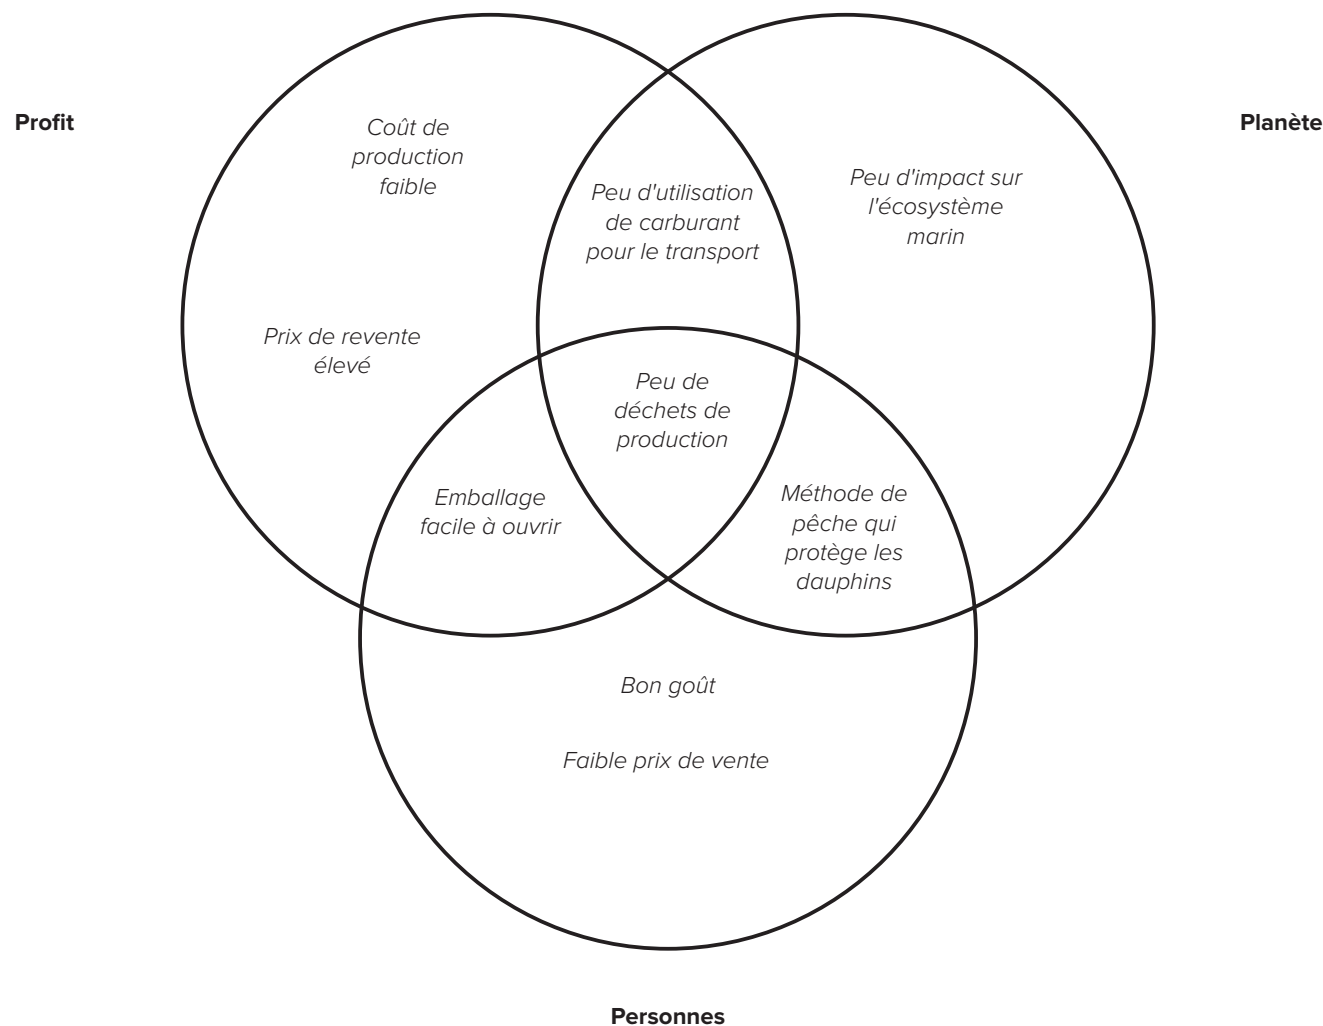 Profit
Planète
Coût de
production
faible
Peu d'utilisation
de carburant
pour le transport
Peu d'impact sur
l'écosystème
marin
Prix de revente
élevé
Peu de
déchets de
production
Emballage
facile à ouvrir
Méthode de
pêche qui
protège les
dauphins
Bon goût
Faible prix de vente
Personnes